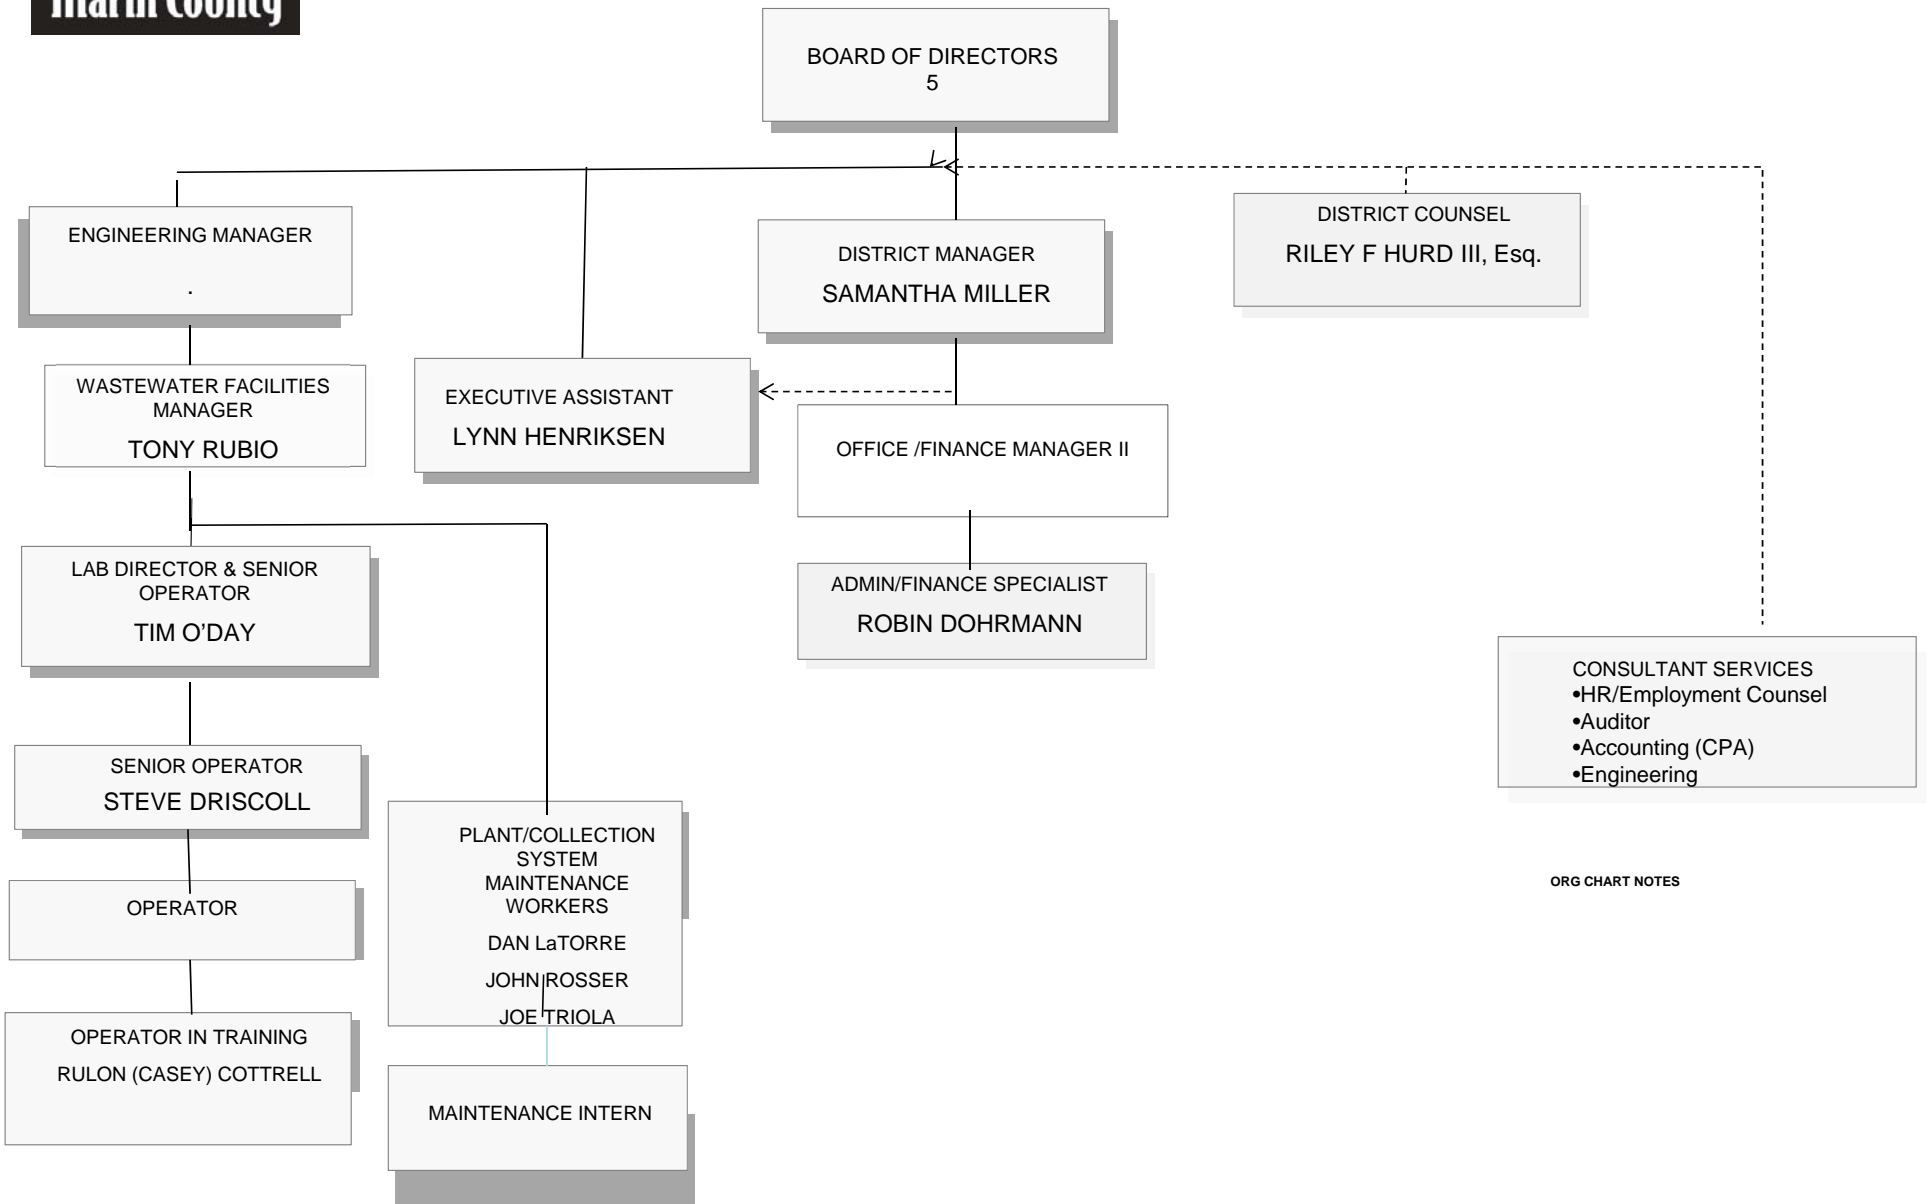 Marin County
BOARD OF DIRECTORS
5
ENGINEERING MANAGER
.
DISTRICT MANAGER
SAMANTHA MILLER
DISTRICT COUNSEL
RILEY F HURD III, Esq.
WASTEWATER FACILITIES
MANAGER
TONY RUBIO
EXECUTIVE ASSISTANT
LYNN HENRIKSEN
OFFICE /FINANCE MANAGER II
LAB DIRECTOR & SENIOR
OPERATOR
TIM O’DAY
ADMIN/FINANCE SPECIALIST
ROBIN DOHRMANN
CONSULTANT SERVICES
•HR/Employment Counsel
•Auditor
•Accounting (CPA)
•Engineering
SENIOR OPERATOR
STEVE DRISCOLL
PLANT/COLLECTION
SYSTEM
MAINTENANCE
WORKERS
DAN LaTORRE
JOHN ROSSER
JOE TRIOLA
ORG CHART NOTES
OPERATOR
OPERATOR IN TRAINING
RULON (CASEY) COTTRELL
MAINTENANCE INTERN